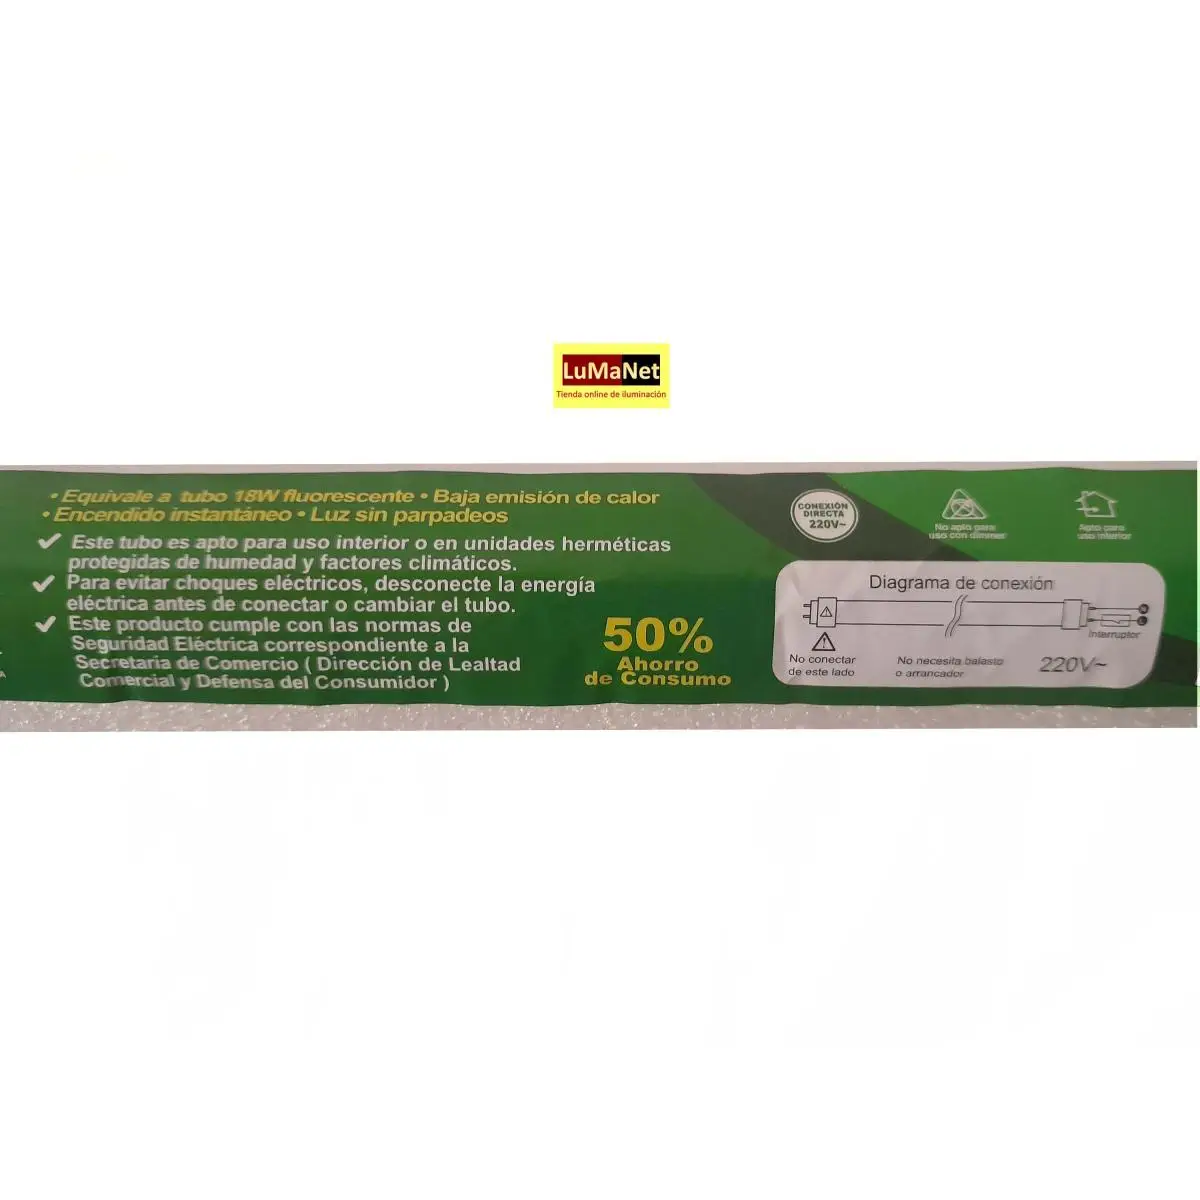 LuMaNet
Tienda online de iluminación
• Equivale a tubo 18W fluorescente • Baja emisión de calor
• Encendido instantáneo • Luz sin parpadeos
✔ Este tubo es apto para uso interior o en unidades herméticas
protegidas de humedad y factores climáticos.
✔ Para evitar choques eléctricos, desconecte la energía
eléctrica antes de conectar o cambiar el tubo.
✔ Este producto cumple con las normas de
Seguridad Eléctrica correspondiente a la
Secretaria de Comercio ( Dirección de Lealtad
Comercial y Defensa del Consumidor )
50%
Ahorro
de Consumo
CONEXIÓN
DIRECTA
220V~
No apto para
uso con dimmer
Apto para
uso interior
Diagrama de conexión
Interruptor
No conectar
de este lado
No necesita balasto
o arrancador
220V~